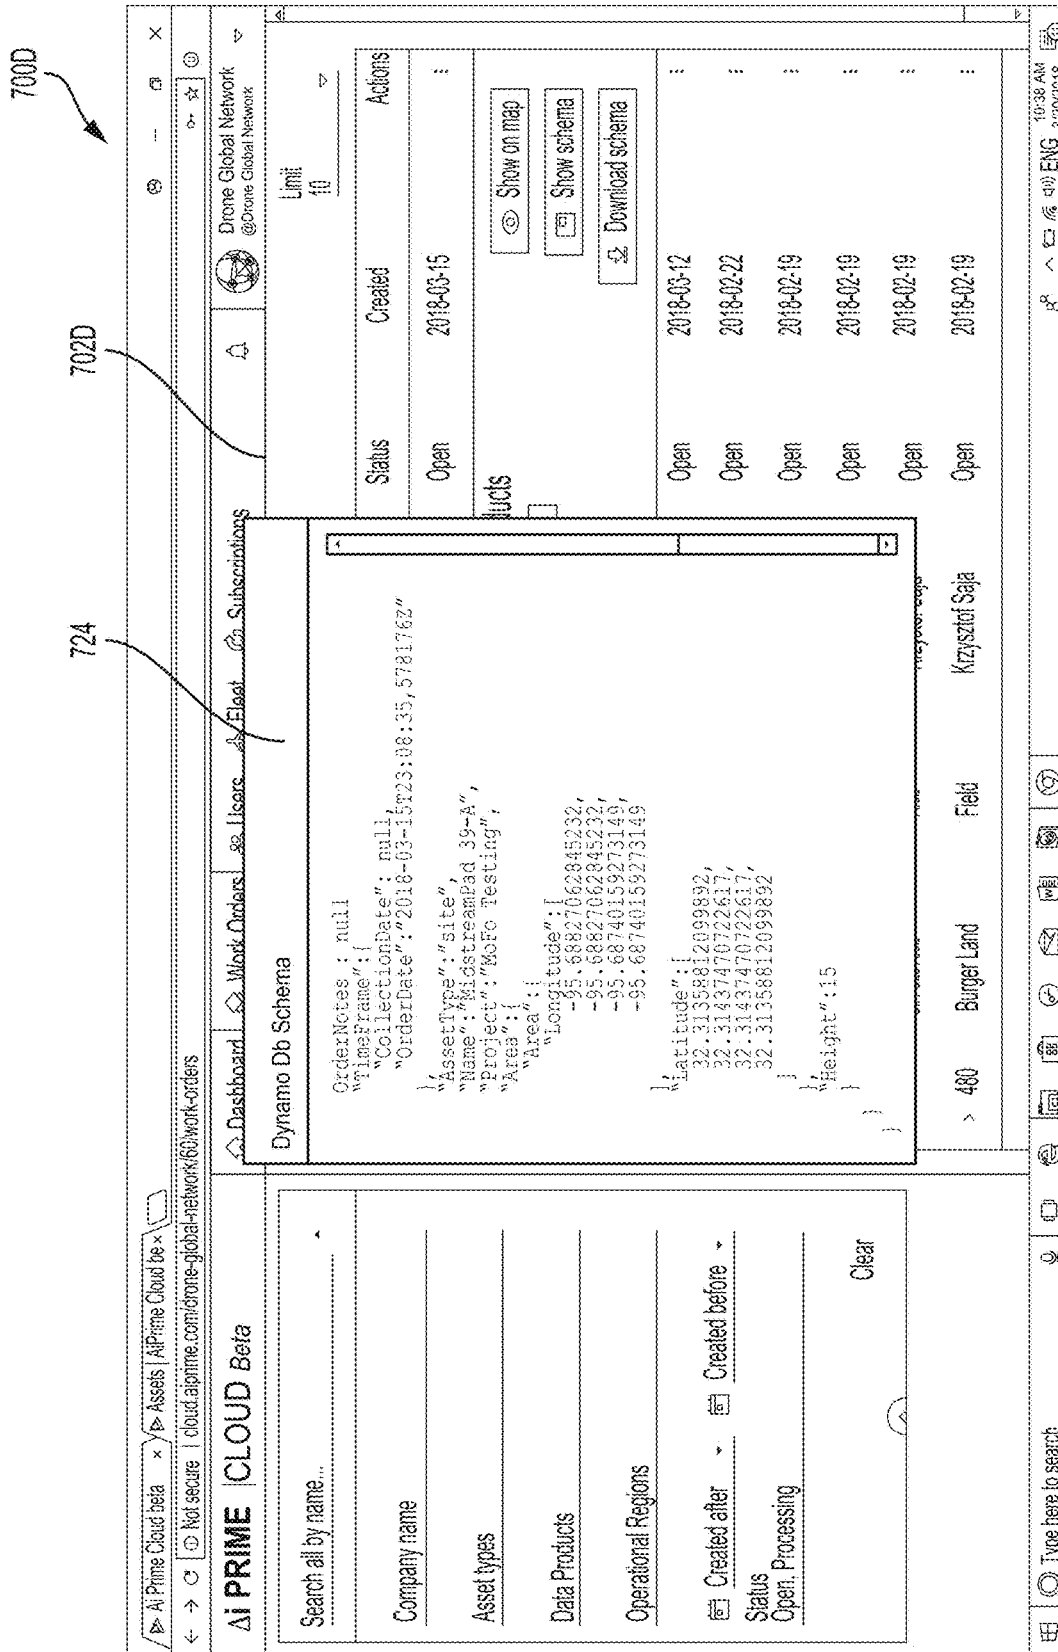 700D
702D
724
Ai Prime Cloud beta × Assets | AiPrime Cloud be ×
Not secure | cloud.aiprime.com/drone-global-network/60/work-orders
Ai PRIME | CLOUD Beta
Dashboard Work Orders Users Fleet Subscriptions
Drone Global Network
@Drone Global Network
Search all by name...
Company name
Asset types
Data Products
Operational Regions
Created after Created before
Status
Open. Processing
Clear
Limit
10
Status Created Actions
Open 2018-03-15
ducts
Show on map
Show schema
Download schema
Open 2018-03-12
Open 2018-02-22
Open 2018-02-19
Open 2018-02-19
Open 2018-02-19
> 480 Burger Land Field Krzysztof Saja Open 2018-02-19
Dynamo Db Schema
OrderNotes : null
"TimeFrame":{
"CollectionDate": null,
"OrderDate":"2018-03-15T23:08:35,578176Z"
},
"AssetType":"site",
"Name":"Midstream Pad 39-A",
"Project":"MoFo Testing",
"Area":{
"Area":{
"Longitude":[
-95.68827062845232,
-95.68827062845232,
-95.68740159273149,
-95.68740159273149
],
"Latitude":[
32.31358812099892,
32.31437470722617,
32.31437470722617,
32.31358812099892
]
},
"Height":15
}
}
}
Type here to search
ENG 10:38 AM